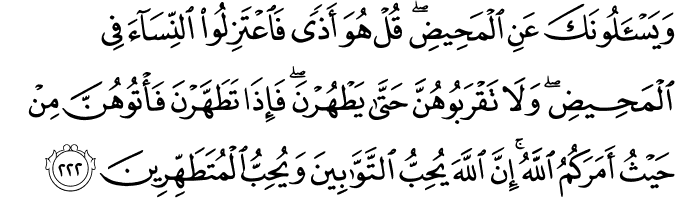 وَيَسْـَٔلُونَكَ عَنِ ٱلْمَحِيضِ ۖ قُلْ هُوَ أَذًى فَٱعْتَزِلُوا۟ ٱلنِّسَآءَ فِى
ٱلْمَحِيضِ ۖ وَلَا تَقْرَبُوهُنَّ حَتَّىٰ يَطْهُرْنَ ۖ فَإِذَا تَطَهَّرْنَ فَأْتُوهُنَّ مِنْ
حَيْثُ أَمَرَكُمُ ٱللَّهُ ۚ إِنَّ ٱللَّهَ يُحِبُّ ٱلتَّوَّٰبِينَ وَيُحِبُّ ٱلْمُتَطَهِّرِينَ ٢٢٢